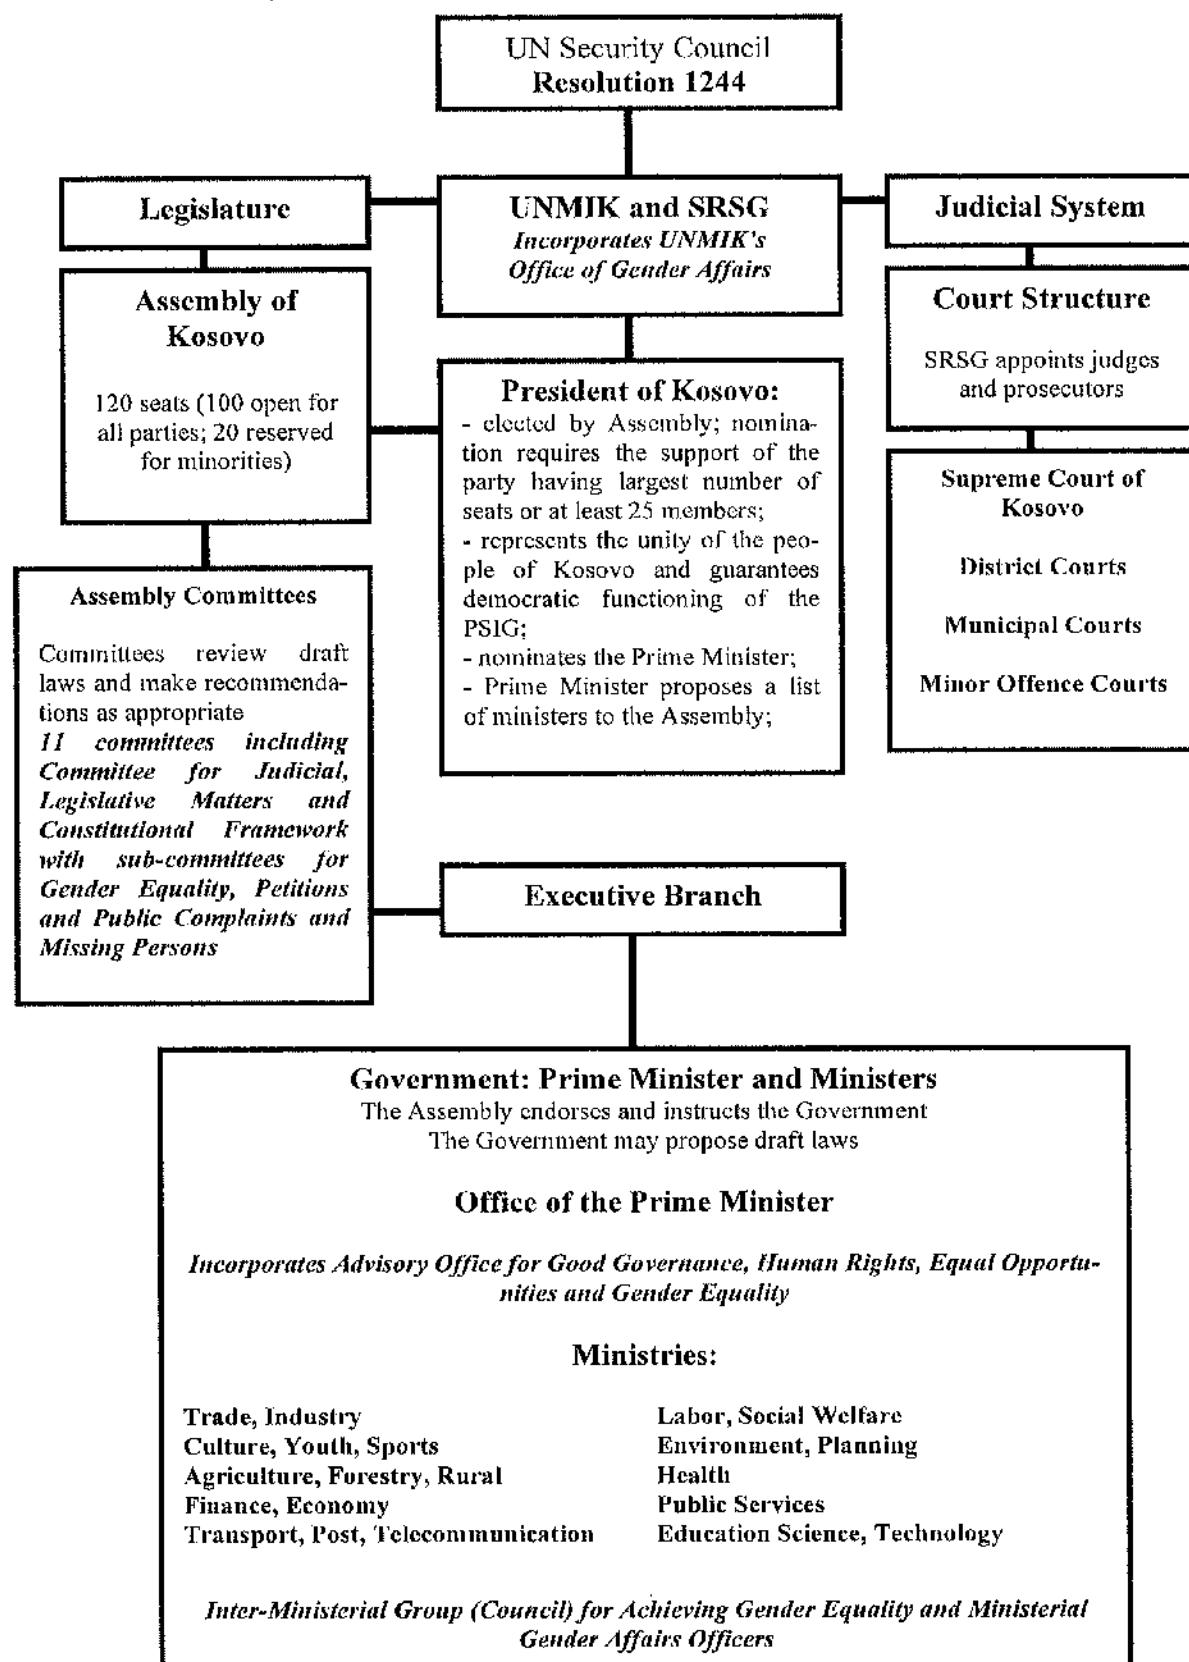 UN Security Council
Resolution 1244
Legislature
UNMIK and SRSG
Incorporates UNMIK's
Office of Gender Affairs
Judicial System
Assembly of
Kosovo
120 seats (100 open for
all parties; 20 reserved
for minorities)
Court Structure
SRSG appoints judges
and prosecutors
President of Kosovo:
- elected by Assembly; nomina-
tion requires the support of the
party having largest number of
seats or at least 25 members;
- represents the unity of the peo-
ple of Kosovo and guarantees
democratic functioning of the
PSIG;
- nominates the Prime Minister;
- Prime Minister proposes a list
of ministers to the Assembly;
Supreme Court of
Kosovo
District Courts
Municipal Courts
Minor Offence Courts
Assembly Committees
Committees review draft
laws and make recommenda-
tions as appropriate
11 committees including
Committee for Judicial,
Legislative Matters and
Constitutional Framework
with sub-committees for
Gender Equality, Petitions
and Public Complaints and
Missing Persons
Executive Branch
Government: Prime Minister and Ministers
The Assembly endorses and instructs the Government
The Government may propose draft laws
Office of the Prime Minister
Incorporates Advisory Office for Good Governance, Human Rights, Equal Opportu-
nities and Gender Equality
Ministries:
Trade, Industry
Culture, Youth, Sports
Agriculture, Forestry, Rural
Finance, Economy
Transport, Post, Telecommunication
Labor, Social Welfare
Environment, Planning
Health
Public Services
Education Science, Technology
Inter-Ministerial Group (Council) for Achieving Gender Equality and Ministerial
Gender Affairs Officers